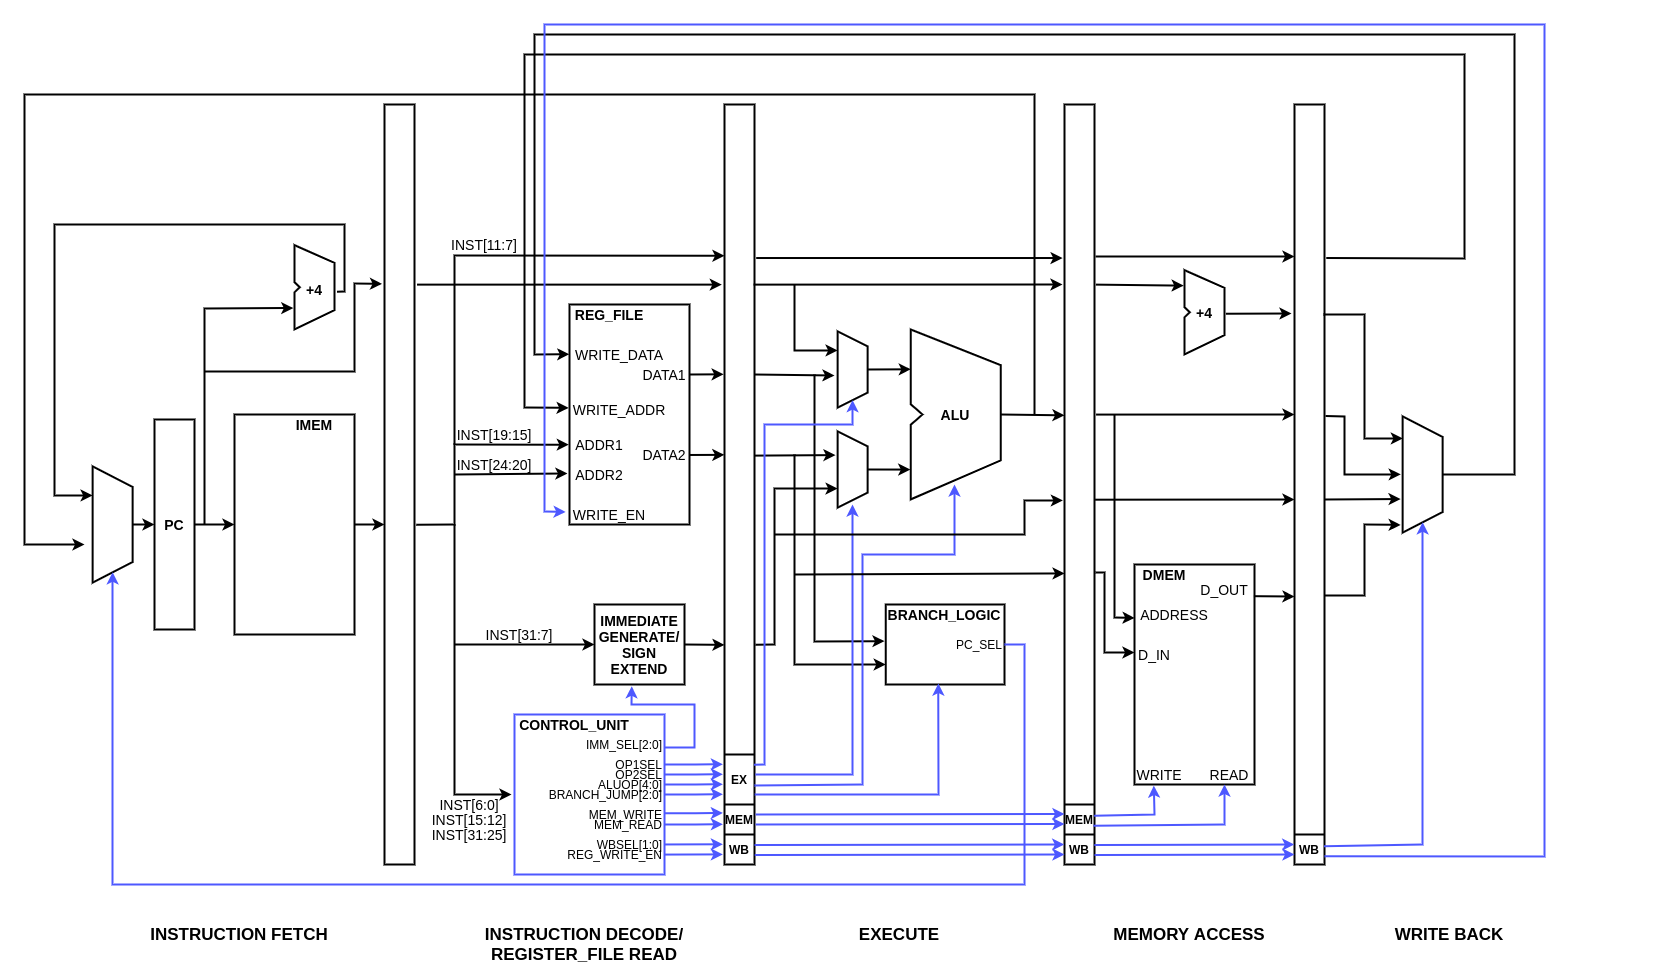 INST[11:7]
+4
+4
REG_FILE
WRITE_DATA
DATA1
WRITE_ADDR
ALU
IMEM
INST[19:15]
ADDR1
DATA2
INST[24:20]
ADDR2
WRITE_EN
PC
DMEM
D_OUT
ADDRESS
D_IN
WRITE
READ
INST[31:7]
IMMEDIATE
GENERATE/
SIGN
EXTEND
BRANCH_LOGIC
PC_SEL
CONTROL_UNIT
IMM_SEL[2:0]
OP1SEL
OP2SEL
ALUOP[4:0]
BRANCH_JUMP[2:0]
MEM_WRITE
MEM_READ
WBSEL[1:0]
REG_WRITE_EN
INST[6:0]
INST[15:12]
INST[31:25]
EX
MEM
WB
MEM
WB
WB
INSTRUCTION FETCH
INSTRUCTION DECODE/
REGISTER_FILE READ
EXECUTE
MEMORY ACCESS
WRITE BACK